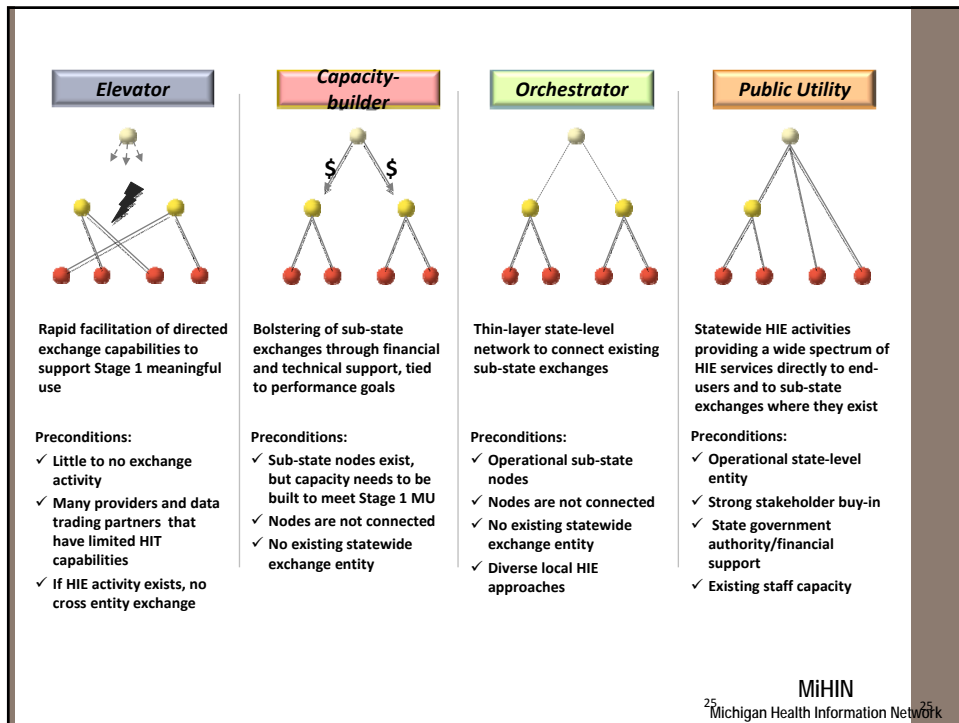 Elevator
Capacity-
builder
Orchestrator
Public Utility
$ $
Rapid facilitation of directed
exchange capabilities to
support Stage 1 meaningful
use
Preconditions:
✓ Little to no exchange
activity
✓ Many providers and data
trading partners that
have limited HIT
capabilities
✓ If HIE activity exists, no
cross entity exchange
Bolstering of sub-state
exchanges through financial
and technical support, tied
to performance goals
Preconditions:
✓ Sub-state nodes exist,
but capacity needs to be
built to meet Stage 1 MU
✓ Nodes are not connected
✓ No existing statewide
exchange entity
Thin-layer state-level
network to connect existing
sub-state exchanges
Preconditions:
✓ Operational sub-state
nodes
✓ Nodes are not connected
✓ No existing statewide
exchange entity
✓ Diverse local HIE
approaches
Statewide HIE activities
providing a wide spectrum of
HIE services directly to end-
users and to sub-state
exchanges where they exist
Preconditions:
✓ Operational state-level
entity
✓ Strong stakeholder buy-in
✓ State government
authority/financial
support
✓ Existing staff capacity
MiHIN
25
Michigan Health Information Network
25